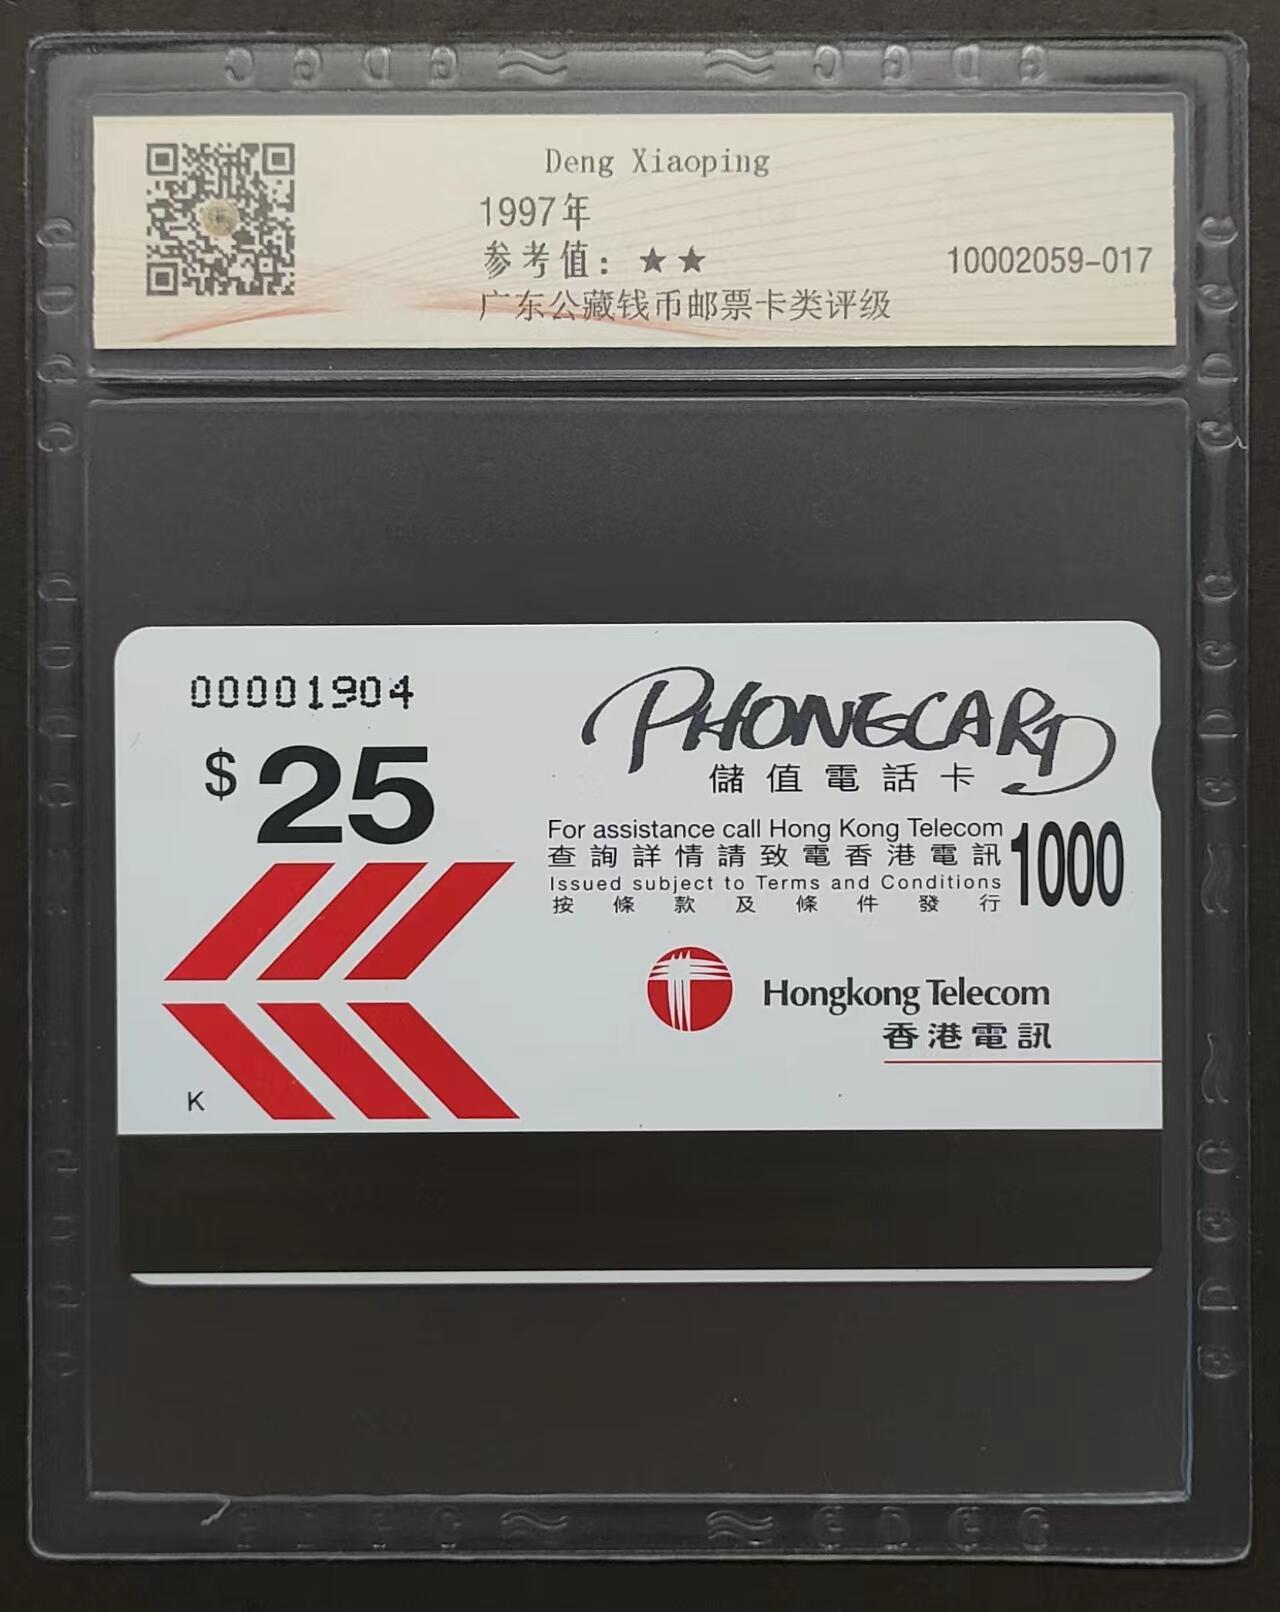 Deng Xiaoping
1997年
参考值：★★
10002059-017
广东公藏钱币邮票卡类评级
00001904
$25
PHONECARD
儲值電話卡
For assistance call Hong Kong Telecom
查詢詳情請致電香港電訊
1000
Issued subject to Terms and Conditions
按條款及條件發行
Hongkong Telecom
香港電訊
K